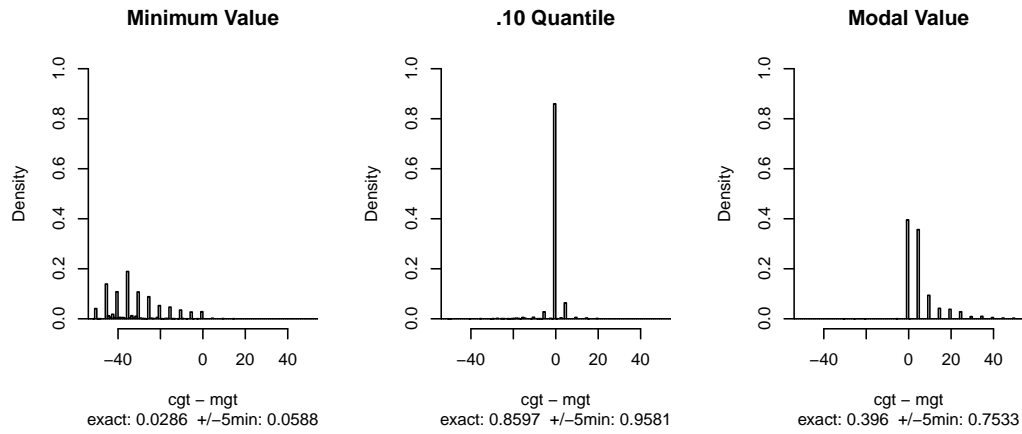 Minimum Value
Density
0.0 0.2 0.4 0.6 0.8 1.0
−40 0 20 40
cgt − mgt
exact: 0.0286 +/−5min: 0.0588
.10 Quantile
Density
0.0 0.2 0.4 0.6 0.8 1.0
−40 0 20 40
cgt − mgt
exact: 0.8597 +/−5min: 0.9581
Modal Value
Density
0.0 0.2 0.4 0.6 0.8 1.0
−40 0 20 40
cgt − mgt
exact: 0.396 +/−5min: 0.7533